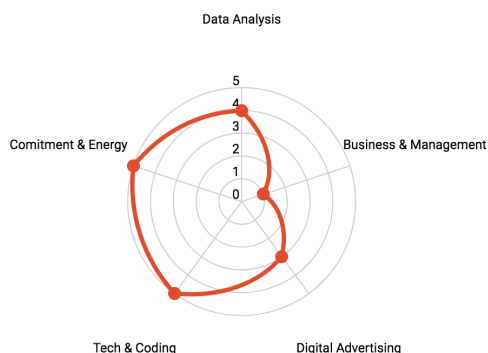 Data Analysis
5
4
3
2
1
0
Comitment & Energy
Business & Management
Tech & Coding
Digital Advertising